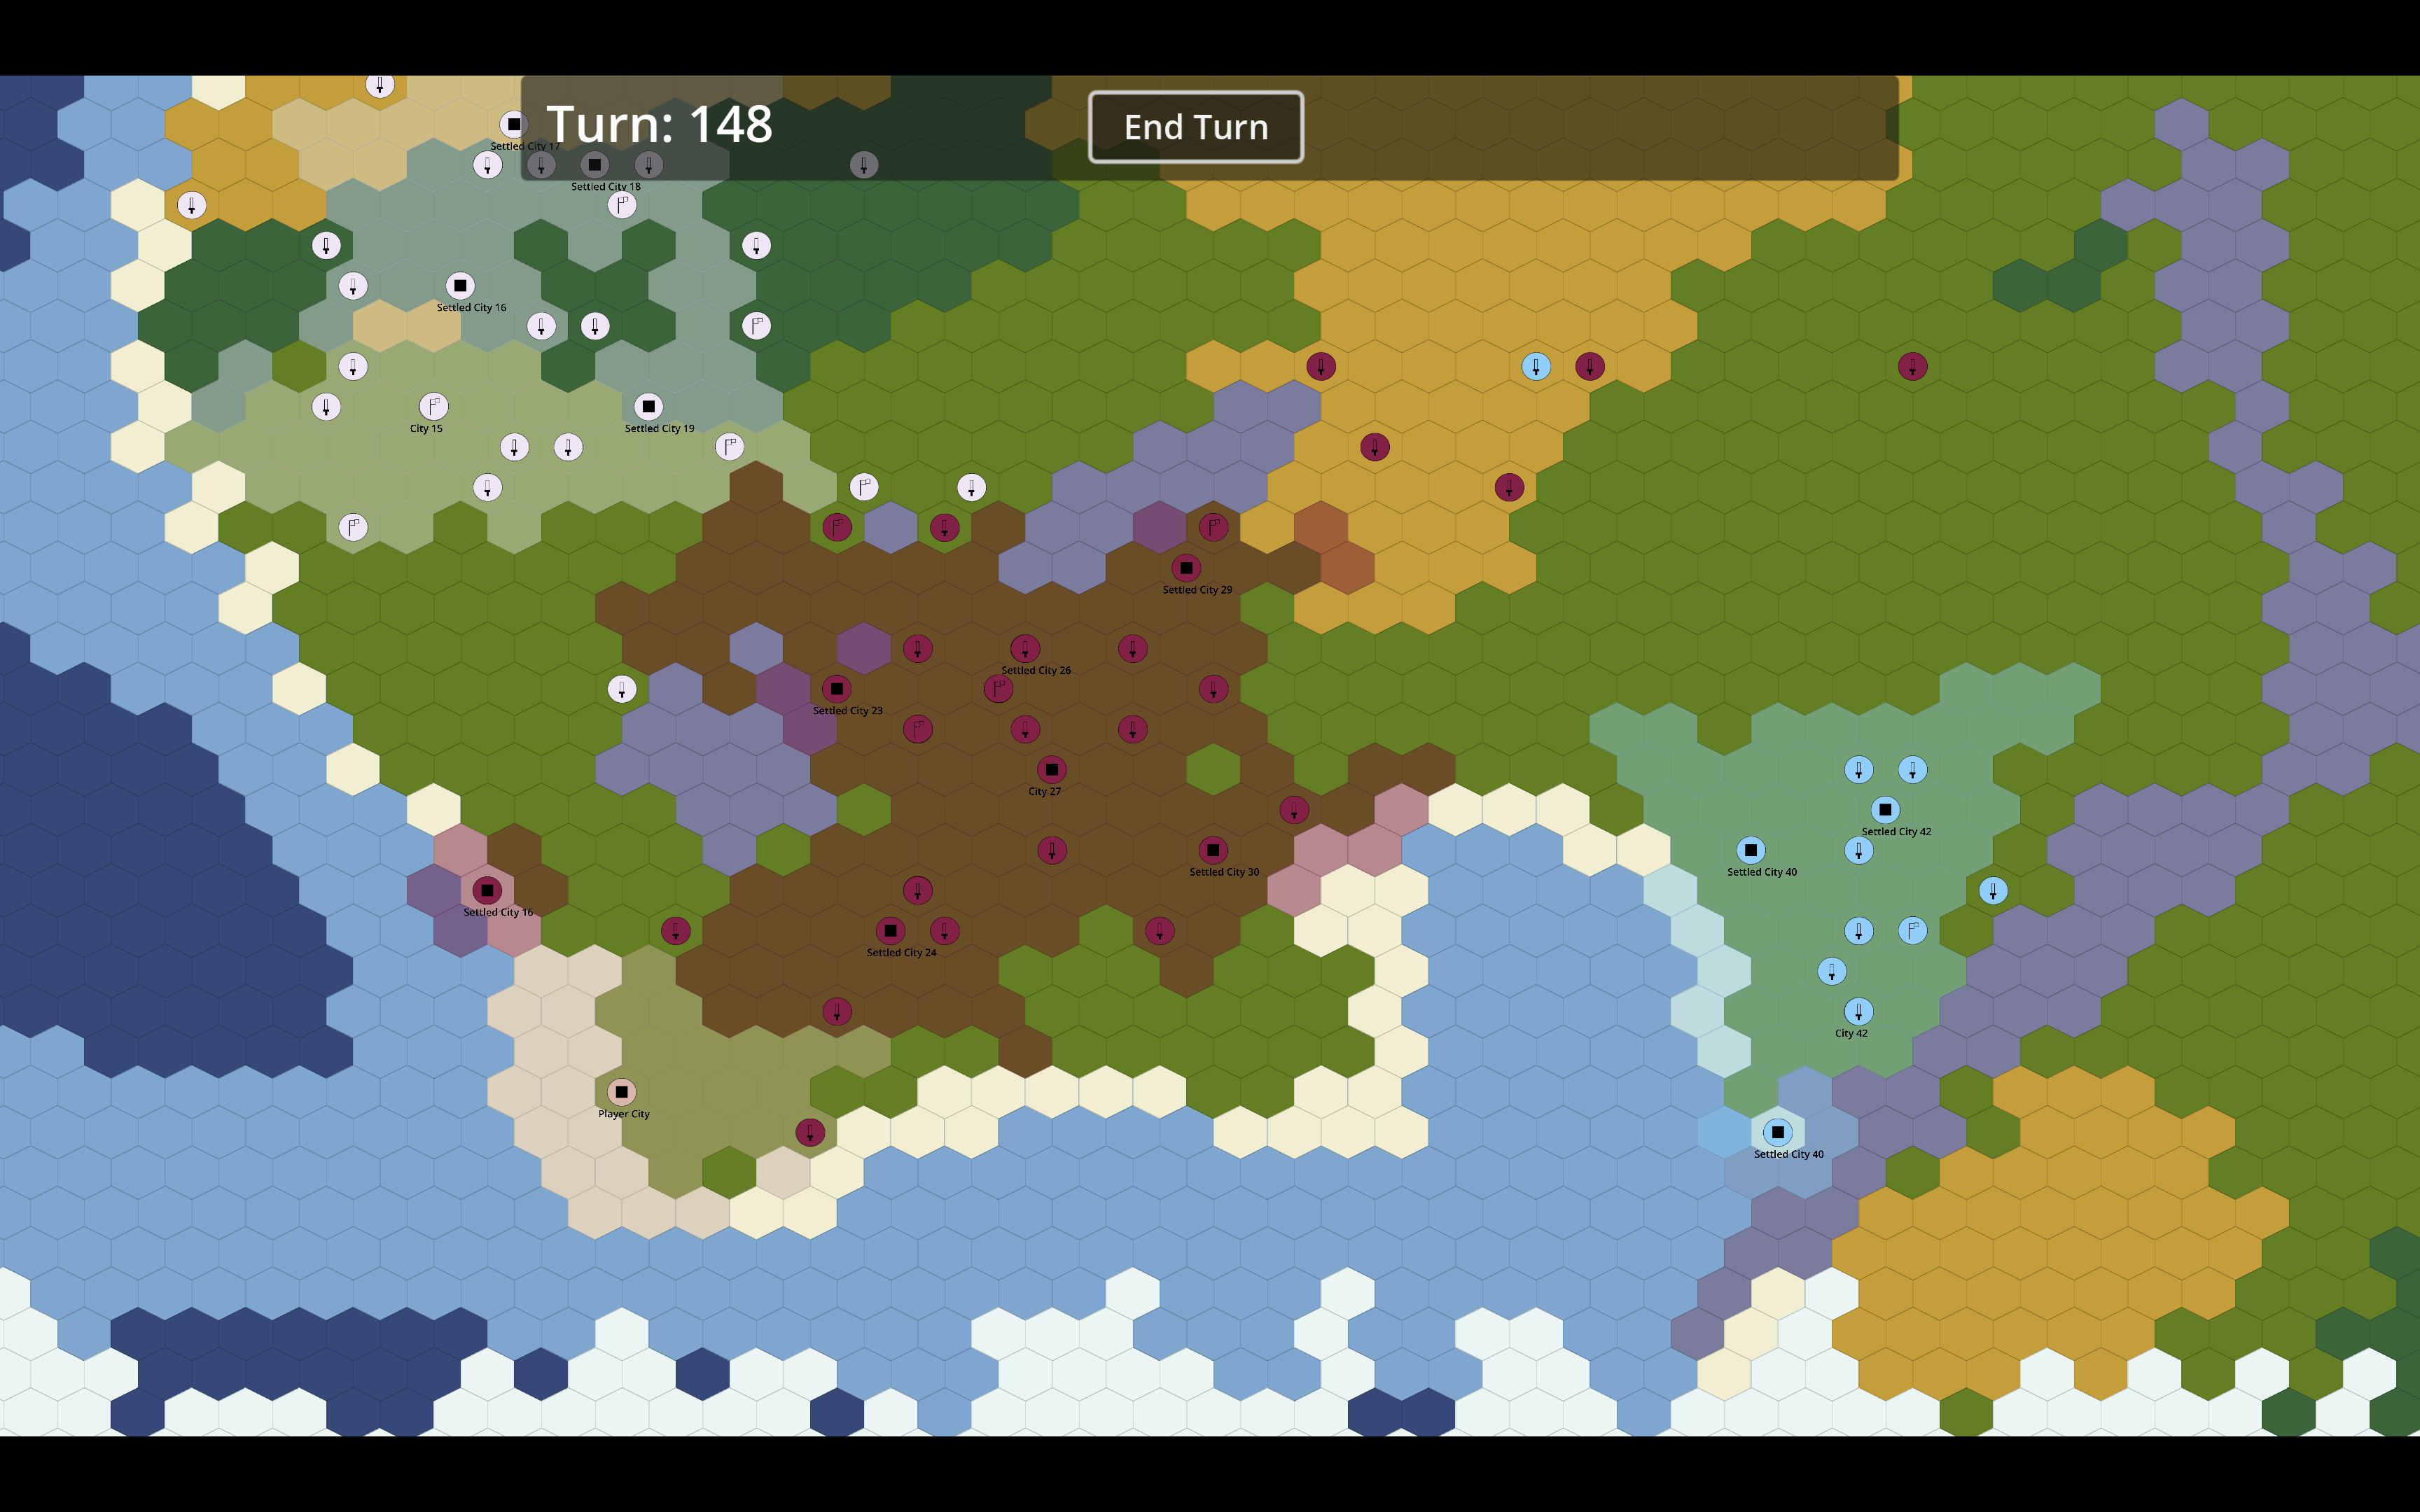 Turn: 148
End Turn
Settled City 17
Settled City 18
Settled City 16
City 15
Settled City 19
Settled City 29
Settled City 26
Settled City 23
City 27
Settled City 42
Settled City 30
Settled City 40
Settled City 16
Settled City 24
City 42
Player City
Settled City 40